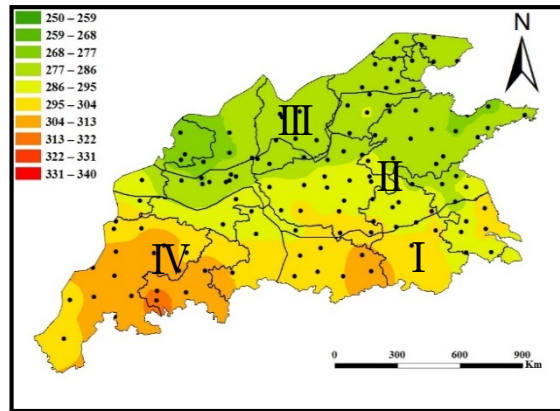 250 – 259
259 – 268
268 – 277
277 – 286
286 – 295
295 – 304
304 – 313
313 – 322
322 – 331
331 – 340
N
III
II
I
IV
0 300 600 900
Km